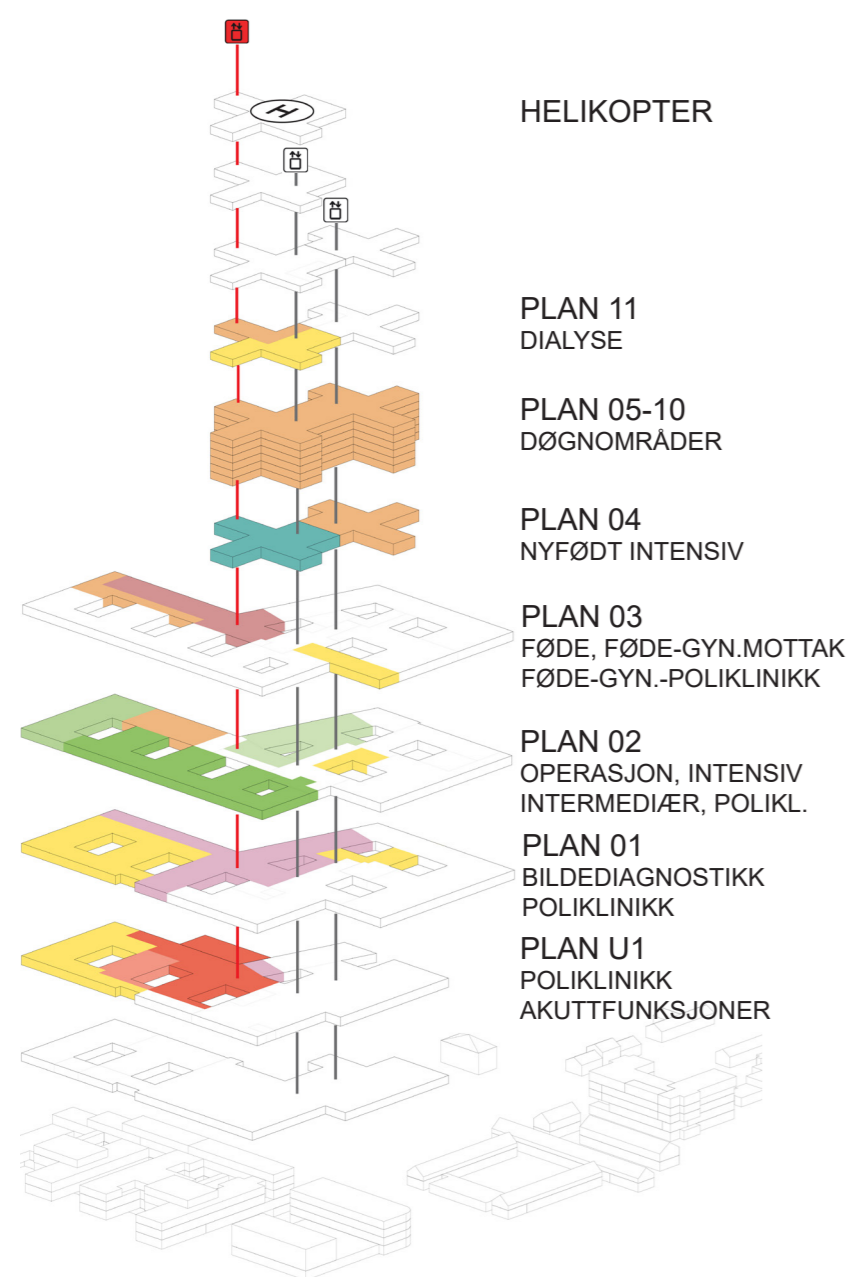 H
HELIKOPTER
PLAN 11
DIALYSE
PLAN 05-10
DØGNOMRÅDER
PLAN 04
NYFØDT INTENSIV
PLAN 03
FØDE, FØDE-GYN.MOTTAK
FØDE-GYN.-POLIKLINIKK
PLAN 02
OPERASJON, INTENSIV
INTERMEDIÆR, POLIKL.
PLAN 01
BILDEDIAGNOSTIKK
POLIKLINIKK
PLAN U1
POLIKLINIKK
AKUTTFUNKSJONER